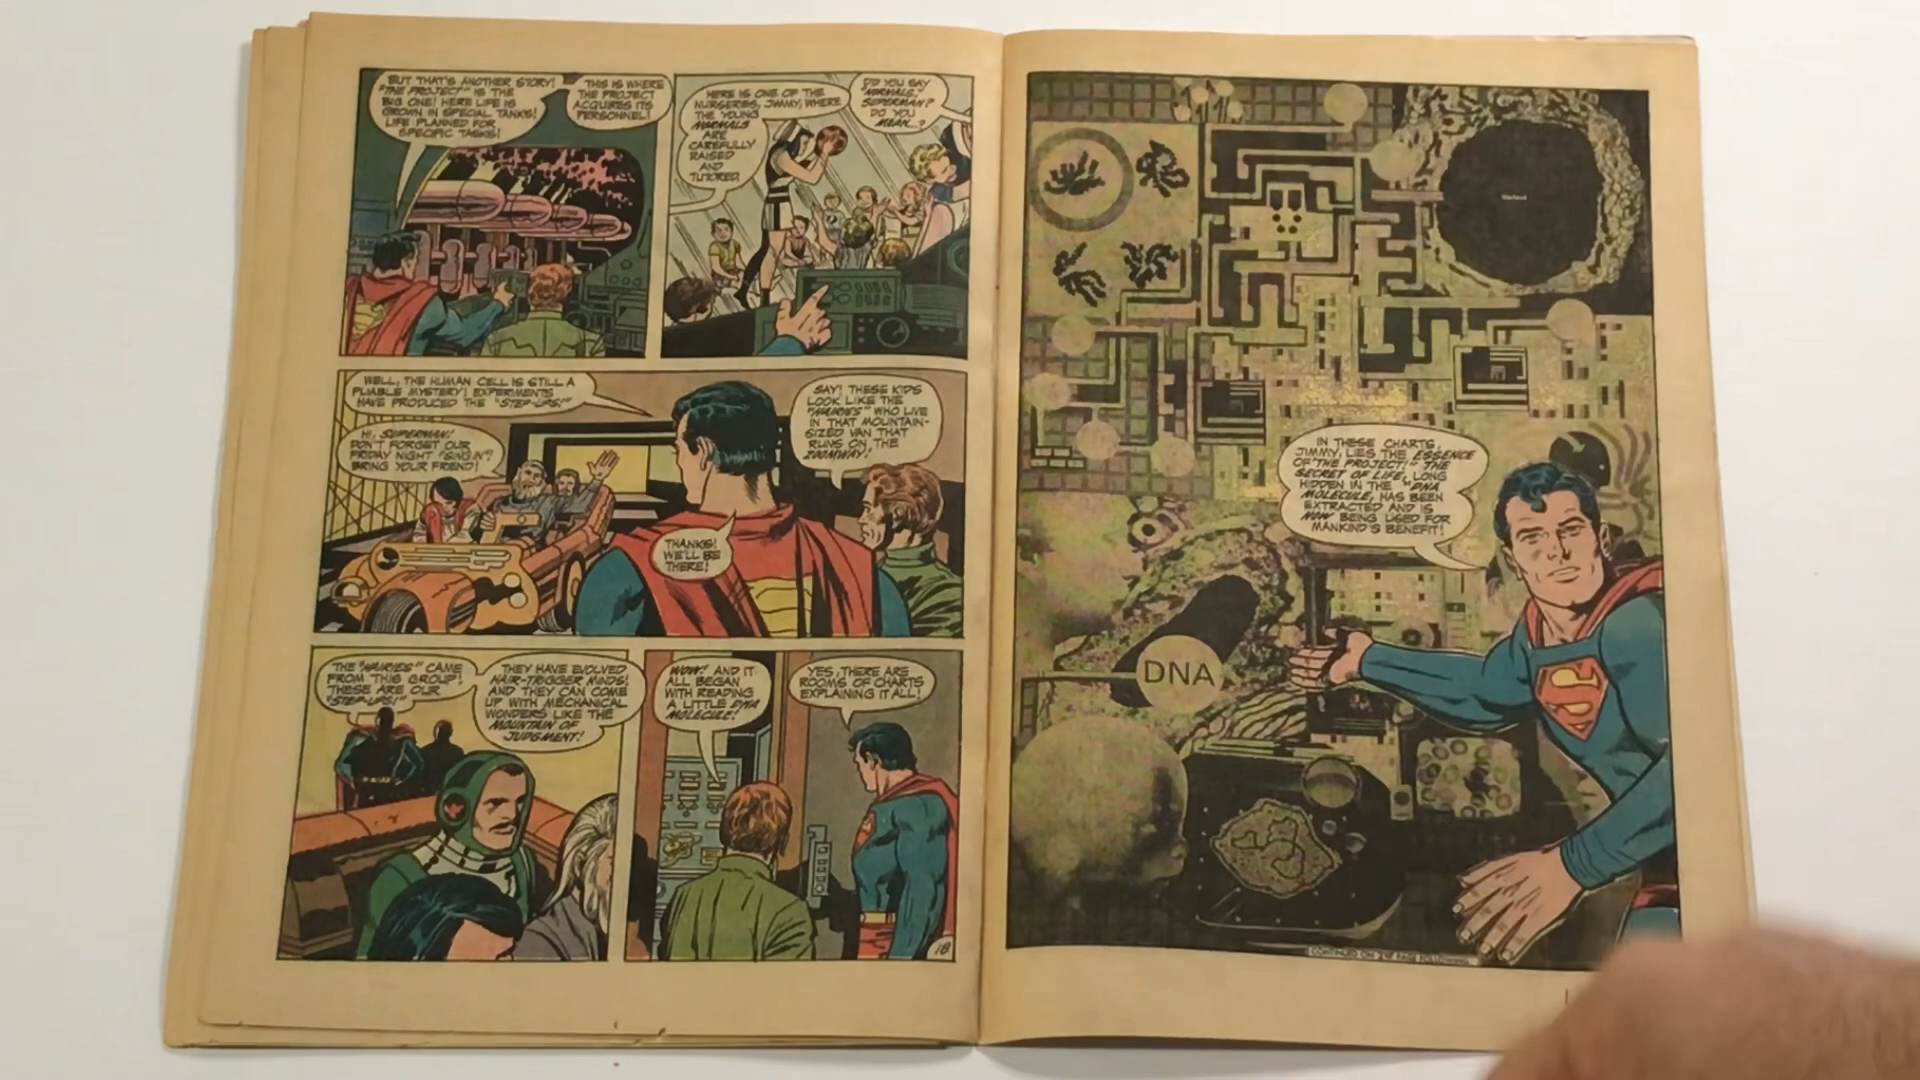 BUT THAT'S ANOTHER STORY!
"THE PROJECT" IS THE
BIG ONE! HERE LIFE IS
GROWN IN SPECIAL TANKS!
LIFE PLANNED FOR
SPECIFIC TASKS!
THIS IS WHERE
THE PROJECT
ACQUIRES ITS
PERSONNEL!
HERE IS ONE OF THE
NURSERIES, JIMMY, WHERE
THE YOUNG
NORMALS
ARE
CAREFULLY
RAISED
AND
TUTORED.
DID YOU SAY
NORMALS,
SUPERMAN?
DO YOU
MEAN..?
WELL, THE HUMAN CELL IS STILL A
PLIABLE MYSTERY! EXPERIMENTS
HAVE PRODUCED THE "STEP-UPS!"
HI, SUPERMAN!
DON'T FORGET OUR
FRIDAY NIGHT "SING IN"!
BRING YOUR FRIEND!
SAY! THESE KIDS
LOOK LIKE THE
"HAIRIES" WHO LIVE
IN THAT MOUNTAIN-
SIZED VAN THAT
RUNS ON THE
ZOOMWAY!
THANKS!
WE'LL BE
THERE!
THE "HAIRIES" CAME
FROM THIS GROUP!
THESE ARE OUR
"STEP-UPS!"
THEY HAVE EVOLVED
HAIR-TRIGGER MINDS!
AND THEY CAN COME
UP WITH MECHANICAL
WONDERS LIKE THE
MOUNTAIN OF
JUDGMENT!
WOW! AND IT
ALL BEGAN
WITH READING
A LITTLE DNA
MOLECULE!
YES, THERE ARE
ROOMS OF CHARTS
EXPLAINING IT ALL!
18
IN THESE CHARTS,
JIMMY, LIES THE ESSENCE
OF "THE PROJECT!" THE
SECRET OF LIFE, LONG
HIDDEN IN THE DNA
MOLECULE, HAS BEEN
EXTRACTED AND IS
NOW BEING USED FOR
MANKIND'S BENEFIT!
DNA
CONTINUED ON 2ND PAGE FOLLOWING